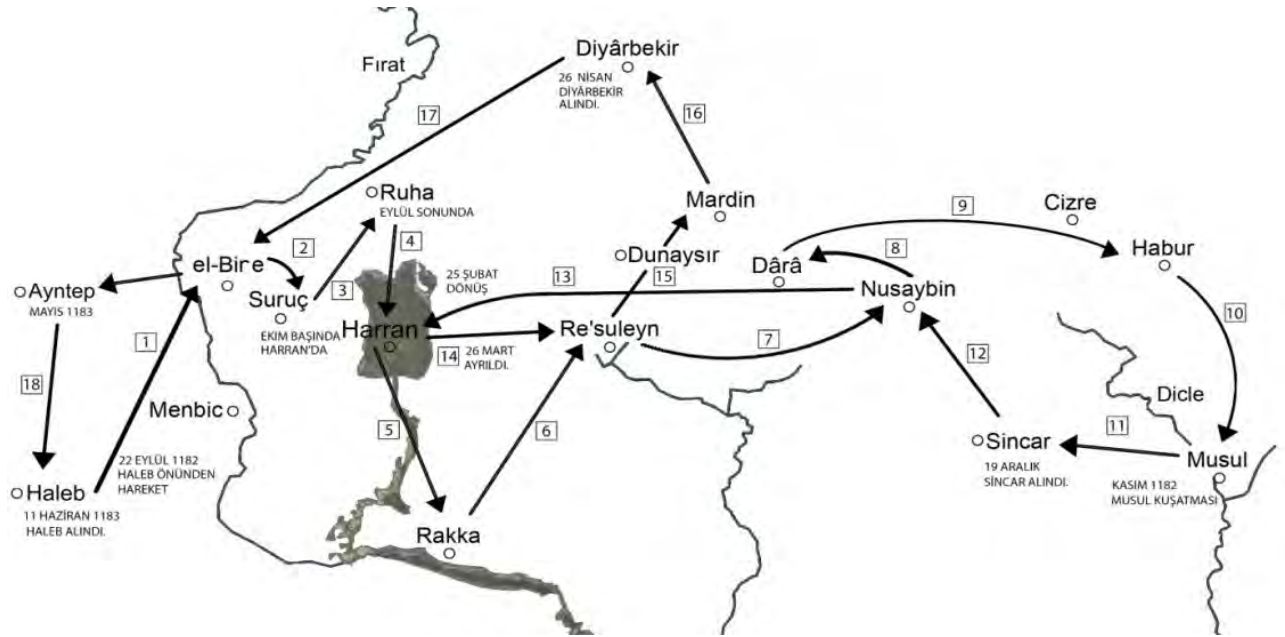 Diyârbekir
Fırat
26 NİSAN
DİYÂRBEKİR
ALINDI.
17
16
Ruha
EYLÜL SONUNDA
Mardin
9
Cizre
2
4
Habur
el-Bire
3
25 ŞUBAT
DÖNÜŞ
13
Dunaysır
15
Dârâ
8
Ayntep
MAYIS 1183
Suruç
EKİM BAŞINDA
HARRAN'DA
Nusaybin
1
Harran
14
26 MART
AYRILDI.
Re'suleyn
7
10
12
18
Menbic
Dicle
5
6
11
Sincar
19 ARALIK
SİNCAR ALINDI.
Musul
KASIM 1182
MUSUL KUŞATMASI
22 EYLÜL 1182
HALEB ÖNÜNDEN
HAREKET
Haleb
11 HAZİRAN 1183
HALEB ALINDI.
Rakka